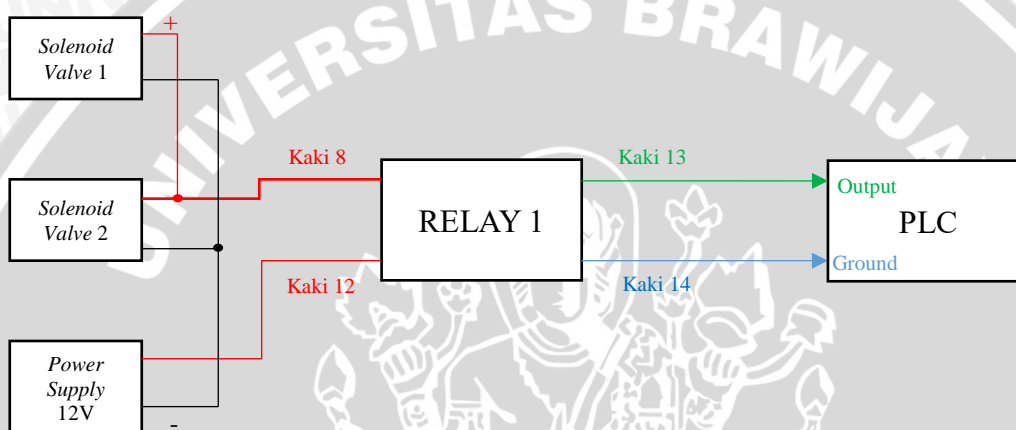 UNIVERSITAS BRAWIJA
+
Solenoid
Valve 1
Kaki 8
Kaki 13
Solenoid
Valve 2
RELAY 1
Output
PLC
Ground
Kaki 12
Kaki 14
Power
Supply
12V
-